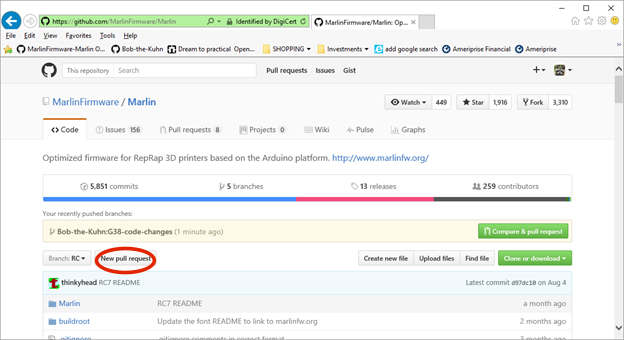 https://github.com/MarlinFirmware/Marlin
Identified by DigiCert
MarlinFirmware/Marlin: Op...
File Edit View Favorites Tools Help
MarlinFirmware-Marlin O... Bob-the-Kuhn Dream to practical Open... SHOPPING Investments add google search Ameriprise Financial Ameriprise
This repository Search Pull requests Issues Gist
MarlinFirmware / Marlin
Watch 449 Star 1,916 Fork 3,310
Code Issues 156 Pull requests 8 Projects 0 Wiki Pulse Graphs
Optimized firmware for RepRap 3D printers based on the Arduino platform. http://www.marlinfw.org/
5,851 commits 5 branches 13 releases 259 contributors
Your recently pushed branches:
Bob-the-Kuhn:G38-code-changes (1 minute ago) Compare & pull request
Branch: RC New pull request Create new file Upload files Find file Clone or download
thinkyhead RC7 README Latest commit d97dc10 on Aug 4
Marlin RC7 README a month ago
buildroot Update the font README to link to marlinfw.org 2 months ago
.gitignore .gitignore comments in correct format 3 months ago